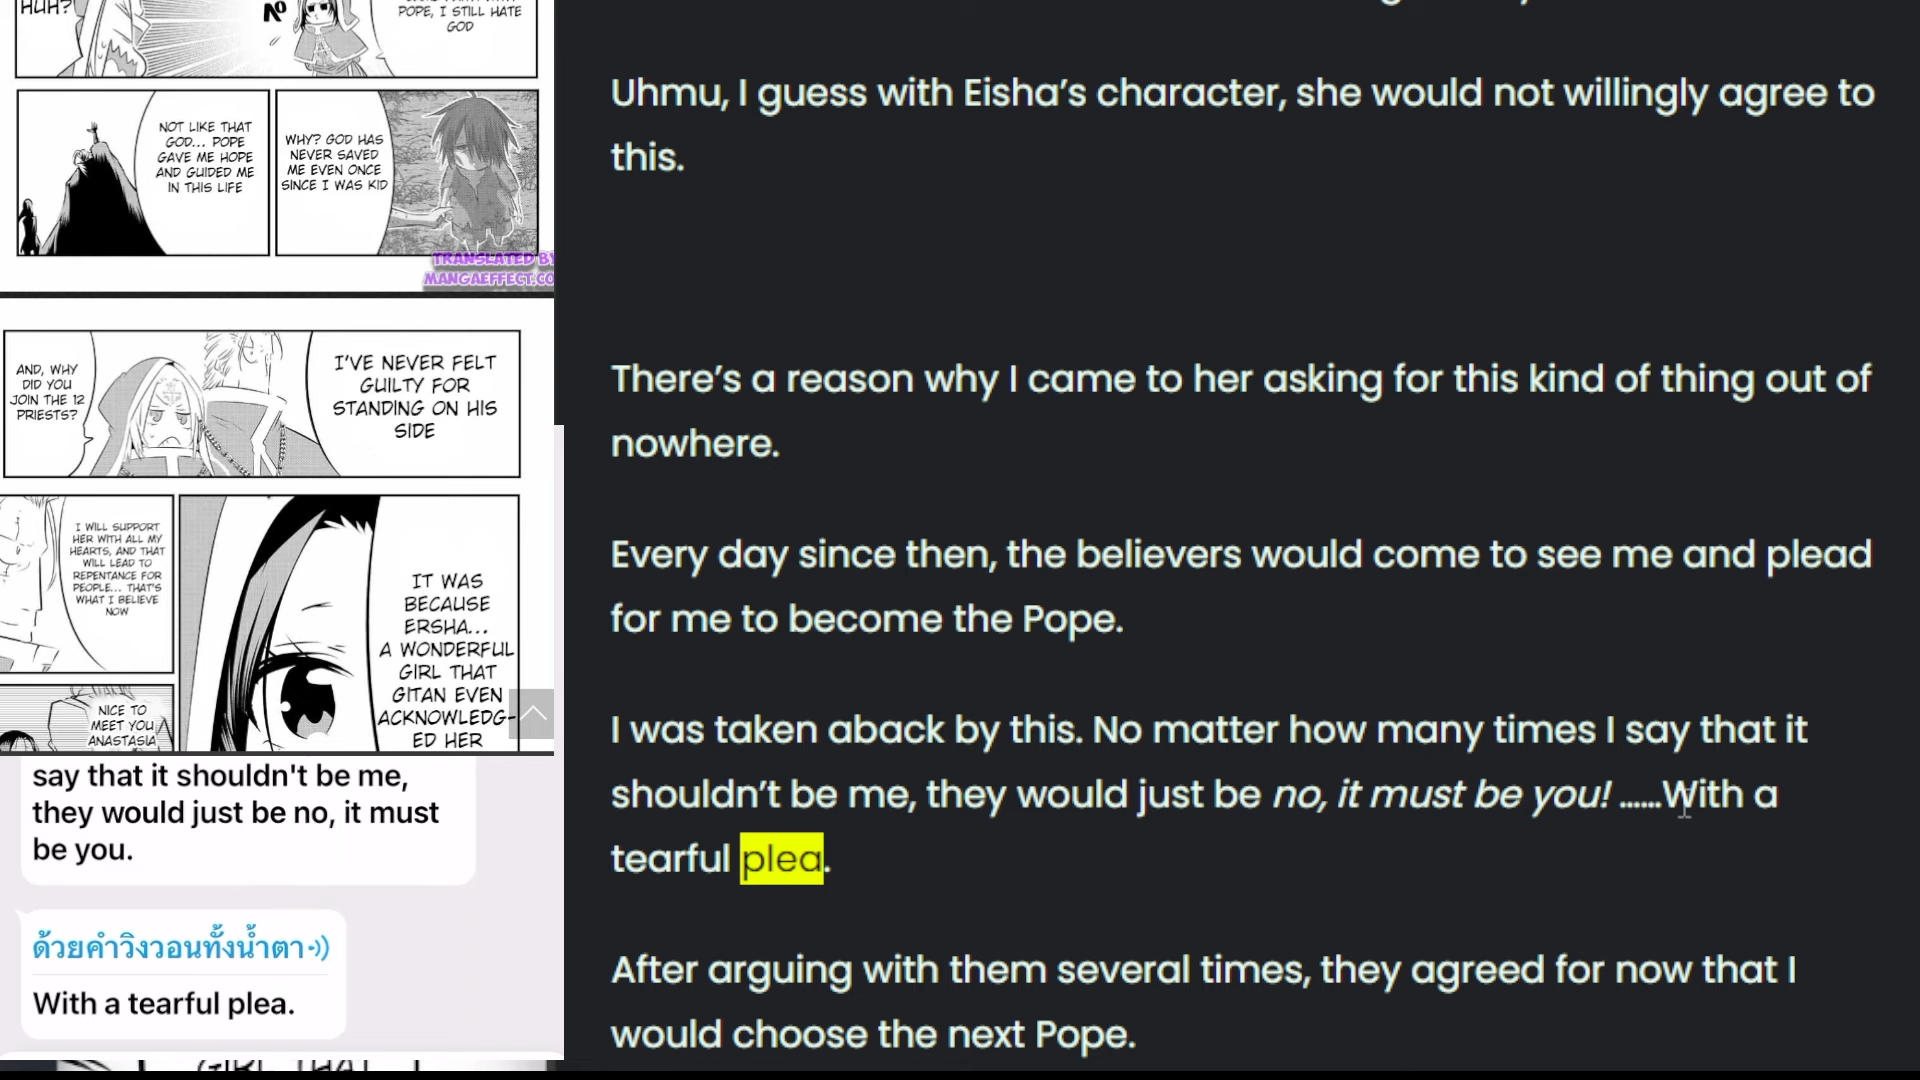 HUH?
NO
POPE, I STILL HATE
GOD
NOT LIKE THAT
GOD... POPE
GAVE ME HOPE
AND GUIDED ME
IN THIS LIFE
WHY? GOD HAS
NEVER SAVED
ME EVEN ONCE
SINCE I WAS KID
TRANSLATED BY
MANGAEFFECT.CO
AND, WHY
DID YOU
JOIN THE 12
PRIESTS?
I'VE NEVER FELT
GUILTY FOR
STANDING ON HIS
SIDE
I WILL SUPPORT
HER WITH ALL MY
HEARTS, AND THAT
WILL LEAD TO
REPENTANCE FOR
PEOPLE... THAT'S
WHAT I BELIEVE
NOW
IT WAS
BECAUSE
ERSHA...
A WONDERFUL
GIRL THAT
GITAN EVEN
ACKNOWLEDG-
ED HER
NICE TO
MEET YOU
ANASTASIA
say that it shouldn't be me,
they would just be no, it must
be you.
ด้วยคำวิงวอนทั้งน้ำตา
With a tearful plea.
GIRL THAT
Uhmu, I guess with Eisha's character, she would not willingly agree to
this.
There's a reason why I came to her asking for this kind of thing out of
nowhere.
Every day since then, the believers would come to see me and plead
for me to become the Pope.
I was taken aback by this. No matter how many times I say that it
shouldn't be me, they would just be no, it must be you! ......With a
tearful plea.
After arguing with them several times, they agreed for now that I
would choose the next Pope.